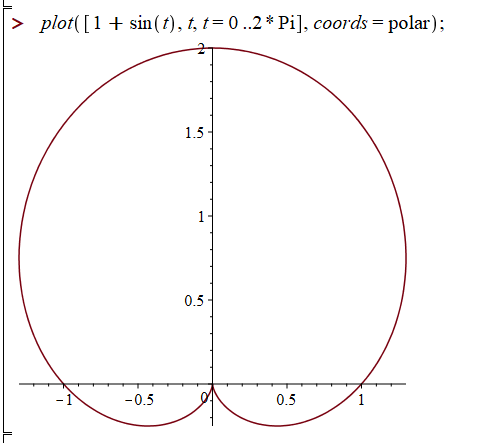 > plot([1 + sin(t), t, t = 0 ..2 * Pi], coords = polar);
2
1.5
1
0.5
-1 -0.5 0 0.5 1